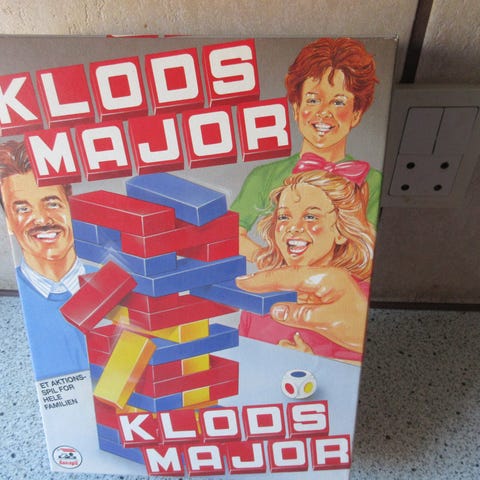 KLODS
MAJOR
ET AKTIONS-
SPIL FOR
HELE
FAMILIEN.
KLODS
MAJOR